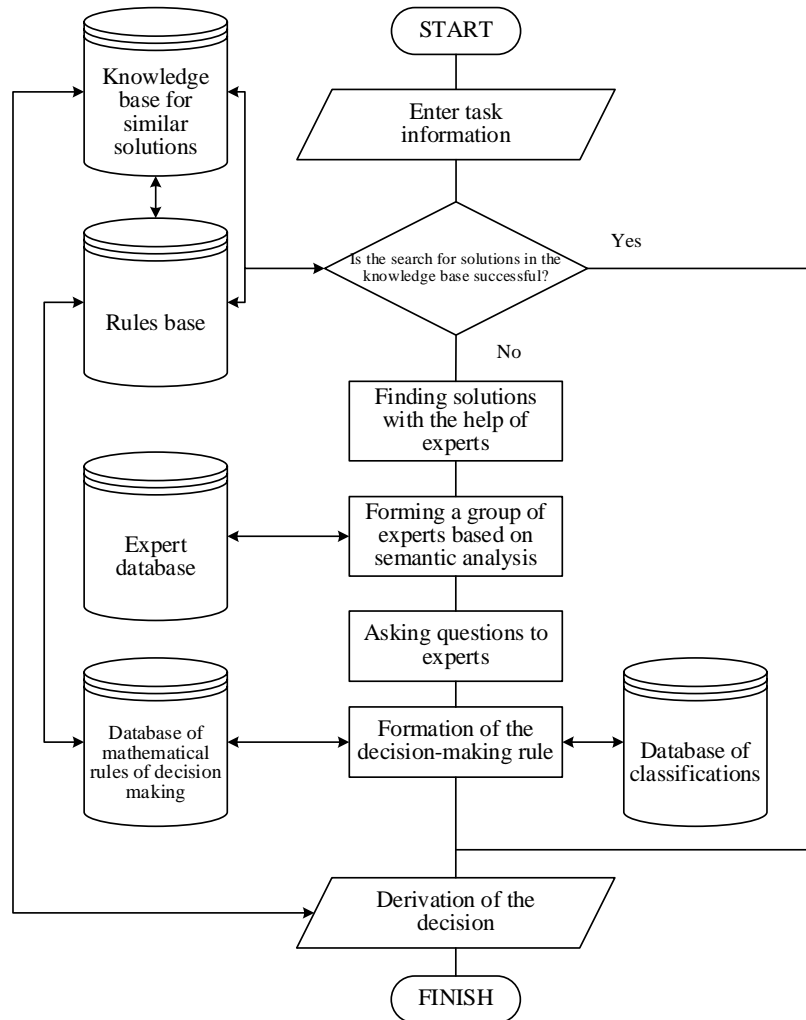 START
Knowledge
base for
similar
solutions
Enter task
information
Is the search for solutions in the
knowledge base successful?
Yes
Rules base
No
Finding solutions
with the help of
experts
Forming a group of
experts based on
semantic analysis
Expert
database
Asking questions to
experts
Database of
mathematical
rules of decision
making
Formation of the
decision-making rule
Database of
classifications
Derivation of the
decision
FINISH